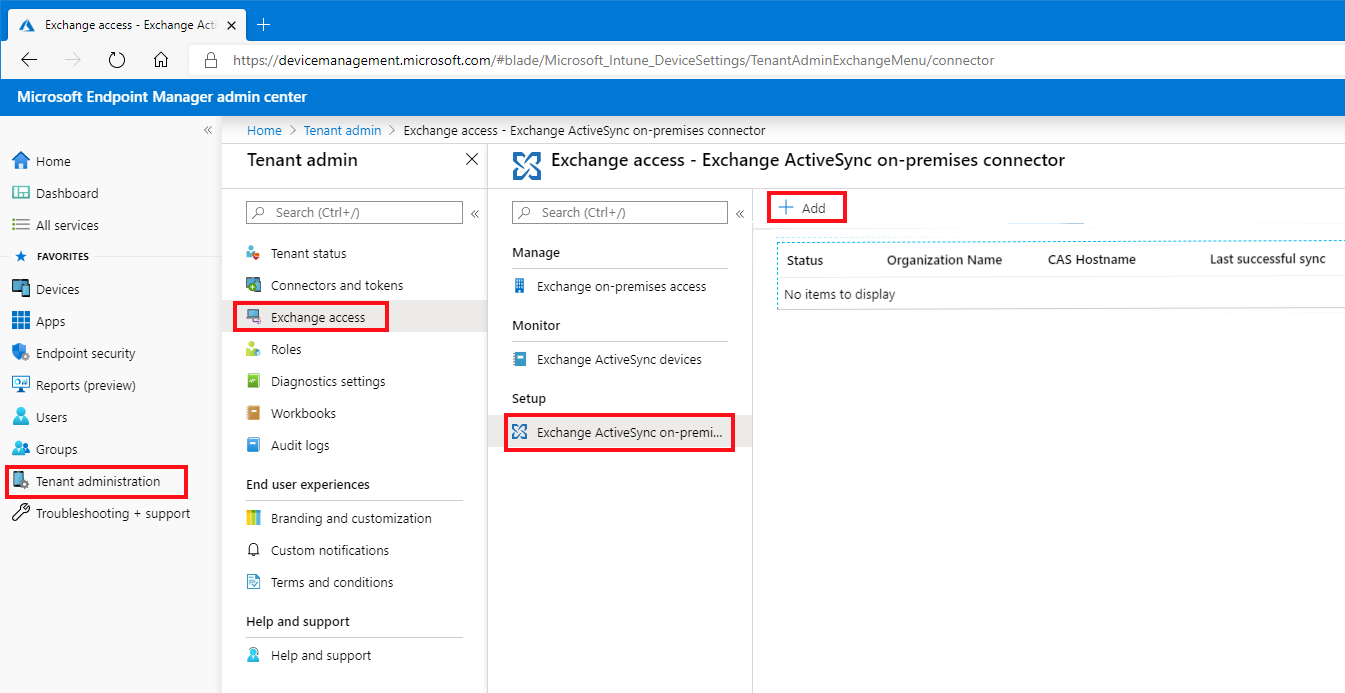 Exchange access - Exchange Acti
https://devicemanagement.microsoft.com/#blade/Microsoft_Intune_DeviceSettings/TenantAdminExchangeMenu/connector
Microsoft Endpoint Manager admin center
Home
Dashboard
All services
FAVORITES
Devices
Apps
Endpoint security
Reports (preview)
Users
Groups
Tenant administration
Troubleshooting + support
Home > Tenant admin > Exchange access - Exchange ActiveSync on-premises connector
Tenant admin
Search (Ctrl+/)
Tenant status
Connectors and tokens
Exchange access
Roles
Diagnostics settings
Workbooks
Audit logs
End user experiences
Branding and customization
Custom notifications
Terms and conditions
Help and support
Help and support
Exchange access - Exchange ActiveSync on-premises connector
Search (Ctrl+/)
Manage
Exchange on-premises access
Monitor
Exchange ActiveSync devices
Setup
Exchange ActiveSync on-premi...
Add
Status Organization Name CAS Hostname Last successful sync
No items to display